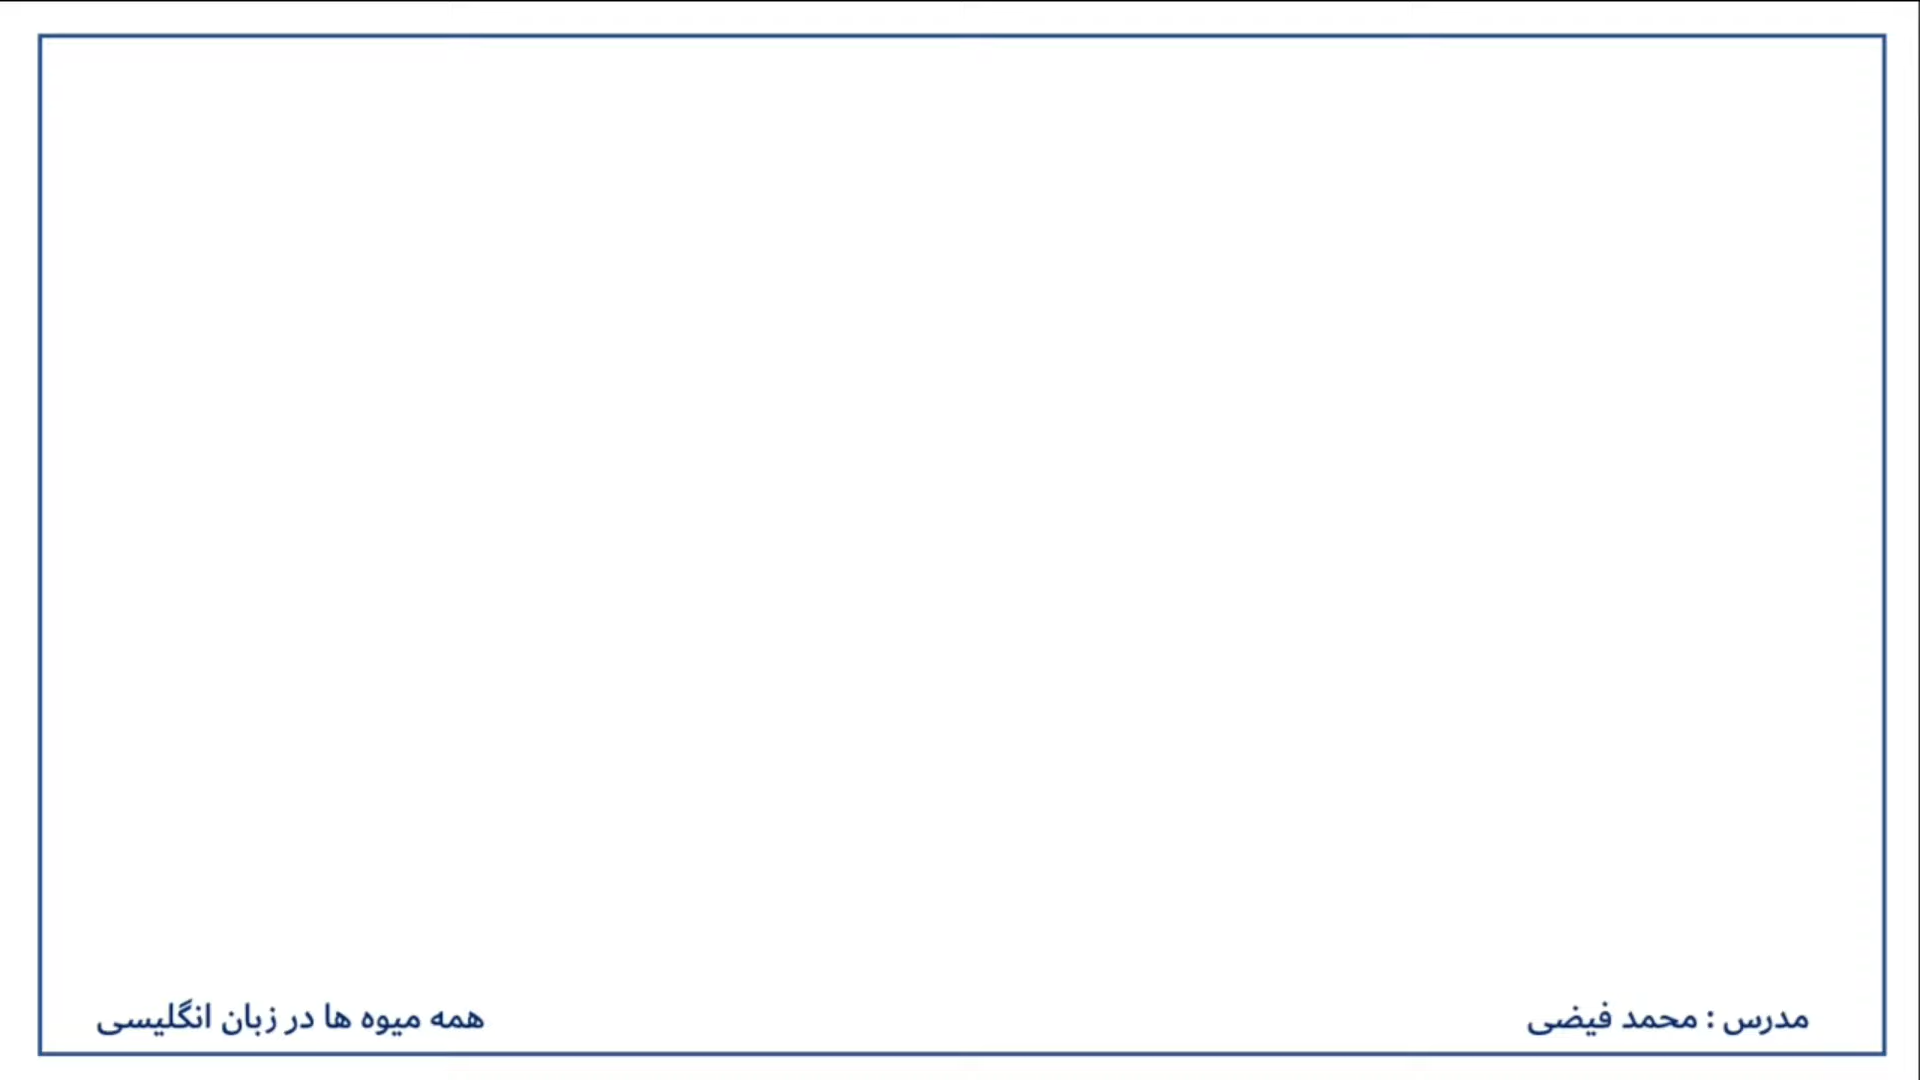 مدرس : محمد فیضی
همه میوه ها در زبان انگلیسی